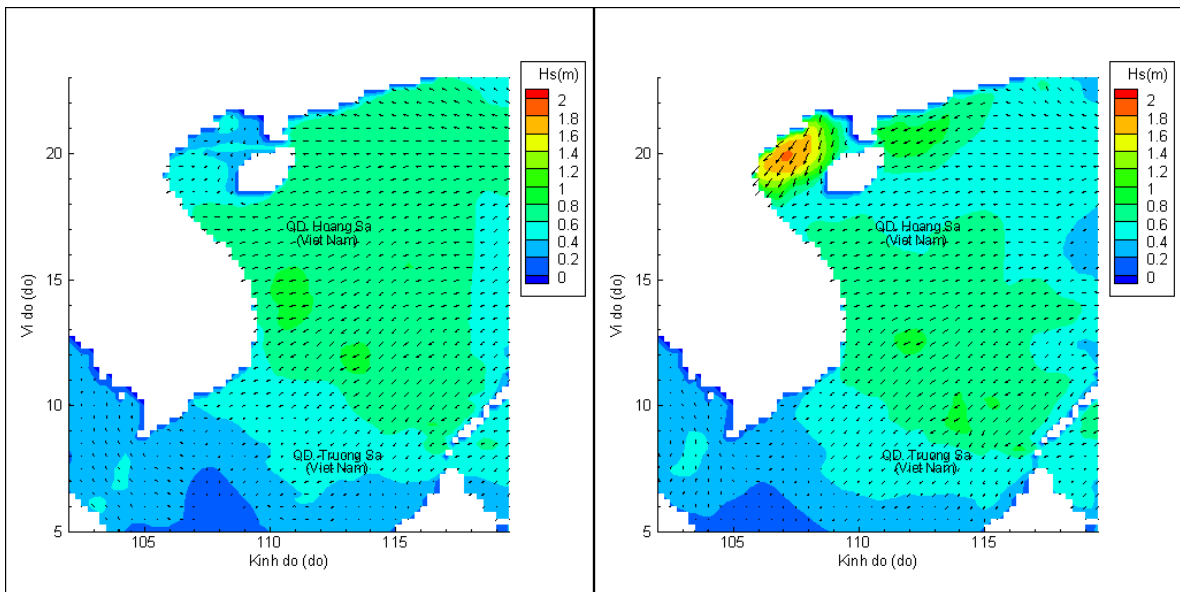 Hs(m)
2
1.8
1.6
1.4
1.2
1
0.8
0.6
0.4
0.2
0
20
15
10
5
Vi do (do)
105
110
115
Kinh do (do)
QD. Hoang Sa
(Viet Nam)
QD. Truong Sa
(Viet Nam)
Hs(m)
2
1.8
1.6
1.4
1.2
1
0.8
0.6
0.4
0.2
0
20
15
10
5
Vi do (do)
105
110
115
Kinh do (do)
QD. Hoang Sa
(Viet Nam)
QD. Truong Sa
(Viet Nam)